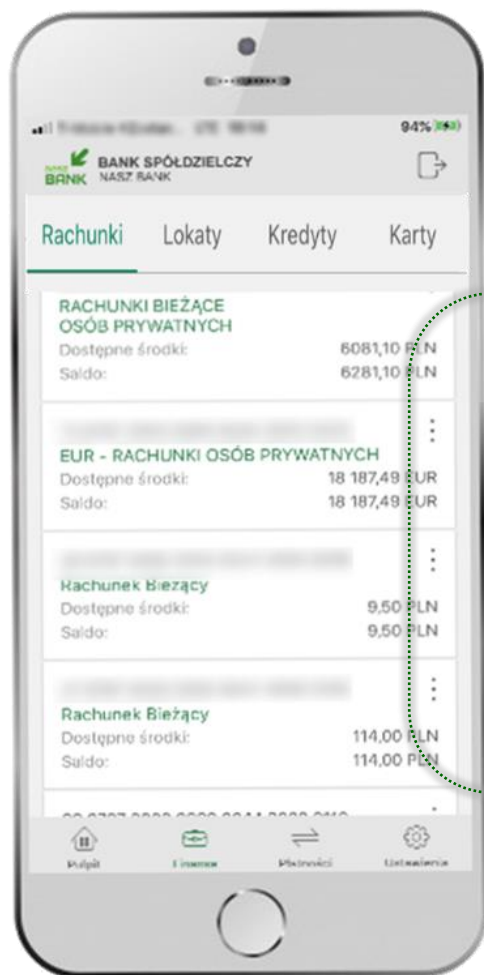 94%
NASZ BANK
BANK SPÓŁDZIELCZY
NASZ BANK
Rachunki Lokaty Kredyty Karty
RACHUNKI BIEŻĄCE
OSÓB PRYWATNYCH
Dostępne środki: 6081,10 PLN
Saldo: 6281,10 PLN
EUR - RACHUNKI OSÓB PRYWATNYCH
Dostępne środki: 18 187,49 EUR
Saldo: 18 187,49 EUR
Rachunek Bieżący
Dostępne środki: 9,50 PLN
Saldo: 9,50 PLN
Rachunek Bieżący
Dostępne środki: 114,00 PLN
Saldo: 114,00 PLN
Pulpit Finanse Płatności Ustawienia